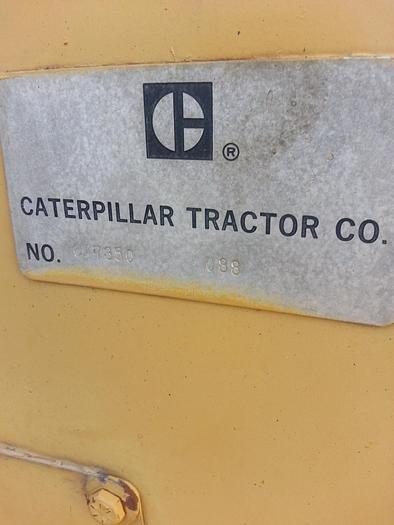 ®
CATERPILLAR TRACTOR CO.
NO.